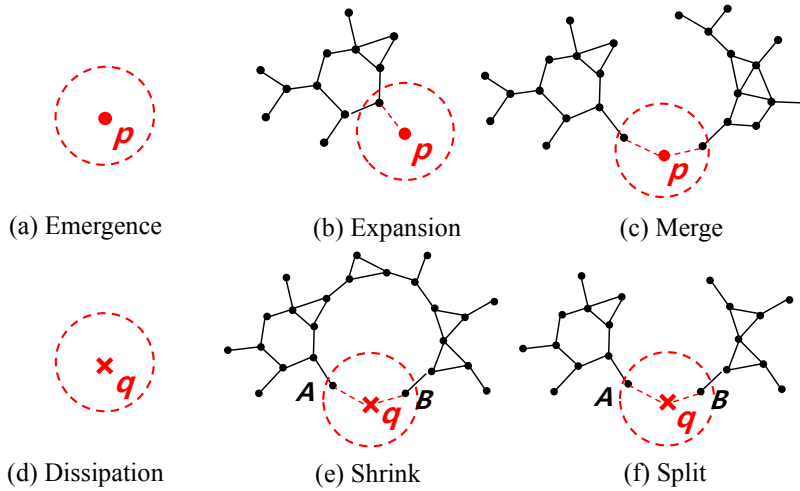 p
p
p
(a) Emergence
(b) Expansion
(c) Merge
q
A
q
B
A
q
B
(d) Dissipation
(e) Shrink
(f) Split